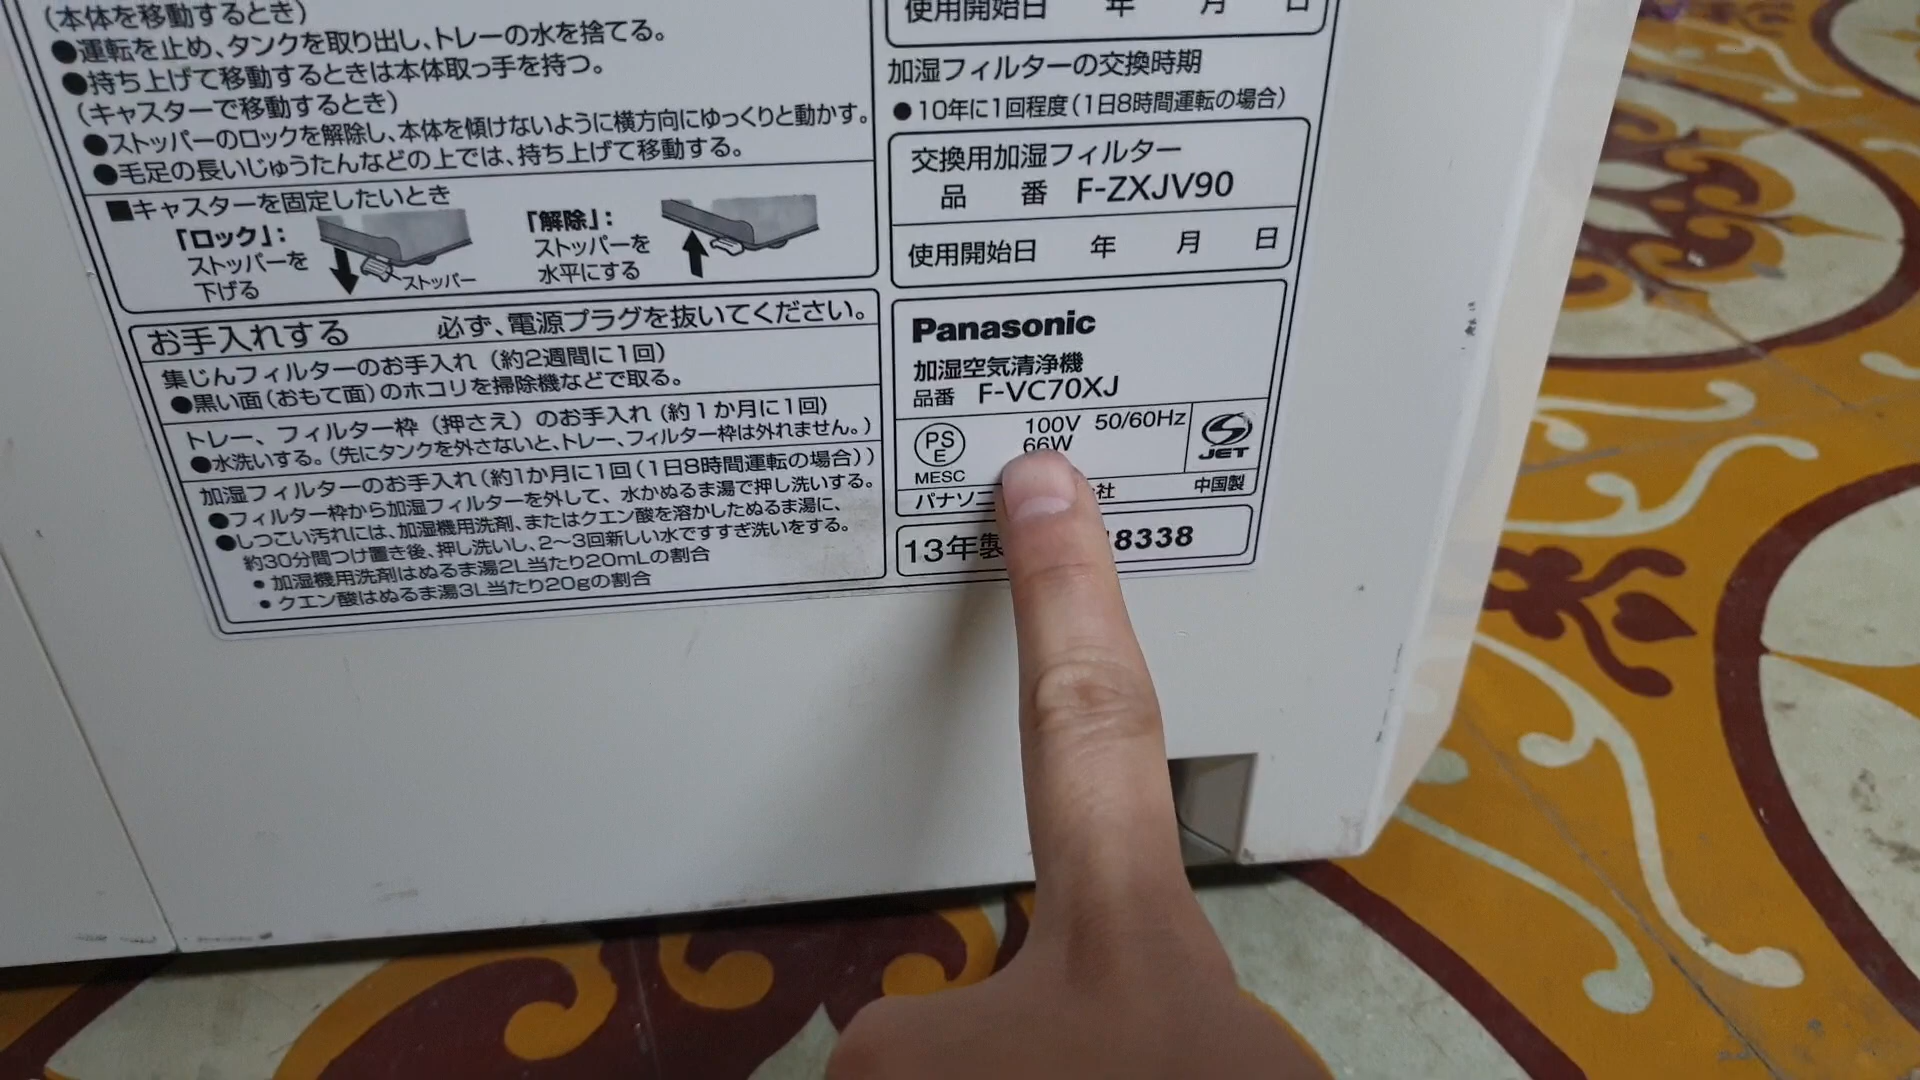 (本体を移動するとき)
●運転を止め、タンクを取り出し、トレーの水を捨てる。
●持ち上げて移動するときは本体取っ手を持つ。
(キャスターで移動するとき)
●ストッパーのロックを解除し、本体を傾けないように横方向にゆっくりと動かす。
●毛足の長いじゅうたんなどの上では、持ち上げて移動する。
■キャスターを固定したいとき
「ロック」:
ストッパーを
下げる
ストッパー
「解除」:
ストッパーを
水平にする
お手入れする 必ず、電源プラグを抜いてください。
集じんフィルターのお手入れ(約2週間に1回)
●黒い面(おもて面)のホコリを掃除機などで取る。
トレー、フィルター枠(押さえ)のお手入れ(約1か月に1回)
●水洗いする。(先にタンクを外さないと、トレー、フィルター枠は外れません。)
加湿フィルターのお手入れ(約1か月に1回(1日8時間運転の場合))
●フィルター枠から加湿フィルターを外して、水かぬるま湯で押し洗いする。
●しつこい汚れには、加湿機用洗剤、またはクエン酸を溶かしたぬるま湯に、
約30分間つけ置き後、押し洗いし、2～3回新しい水ですすぎ洗いをする。
•加湿機用洗剤はぬるま湯2L当たり20mLの割合
•クエン酸はぬるま湯3L当たり20gの割合
使用開始日 年 月 日
加湿フィルターの交換時期
●10年に1回程度(1日8時間運転の場合)
交換用加湿フィルター
品 番 F-ZXJV90
使用開始日 年 月 日
Panasonic
加湿空気清浄機
品番 F-VC70XJ
PSE
MESC
100V 50/60Hz
66W
JET
パナソニ 社 中国製
13年製 8338